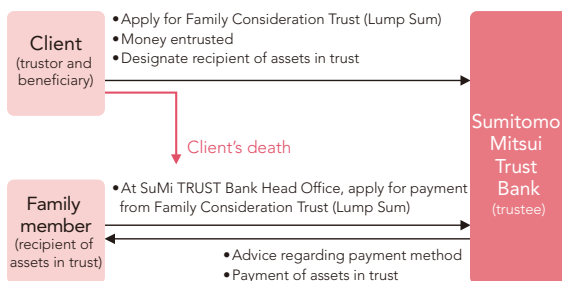 Client
(trustor and
beneficiary)
•Apply for Family Consideration Trust (Lump Sum)
•Money entrusted
•Designate recipient of assets in trust
Client's death
Sumitomo
Mitsui
Trust
Bank
(trustee)
Family
member
(recipient of
assets in trust)
•At SuMi TRUST Bank Head Office, apply for payment
from Family Consideration Trust (Lump Sum)
•Advice regarding payment method
•Payment of assets in trust